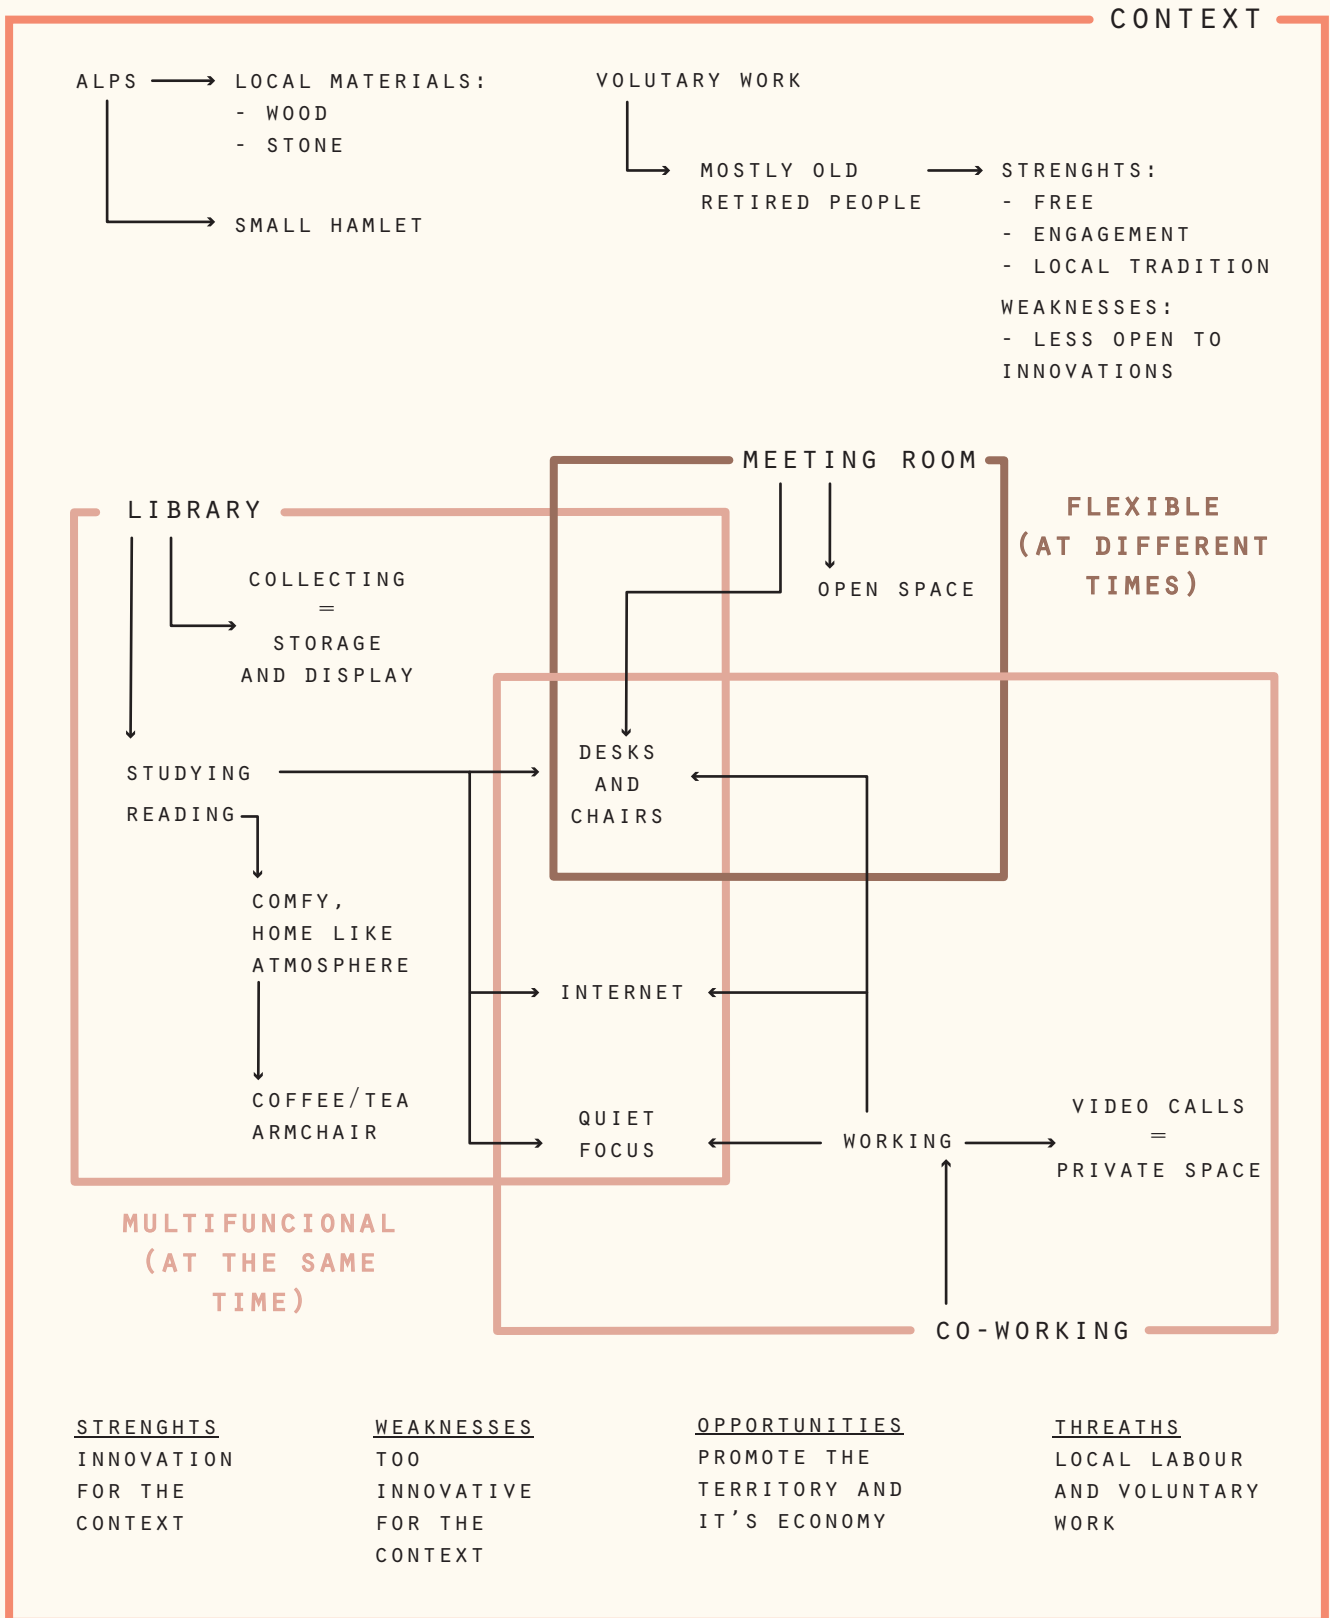 CONTEXT
ALPS
LOCAL MATERIALS:
- WOOD
- STONE
SMALL HAMLET
VOLUTARY WORK
MOSTLY OLD
RETIRED PEOPLE
STRENGHTS:
- FREE
- ENGAGEMENT
- LOCAL TRADITION
WEAKNESSES:
- LESS OPEN TO
INNOVATIONS
MEETING ROOM
OPEN SPACE
FLEXIBLE
(AT DIFFERENT
TIMES)
LIBRARY
COLLECTING
=
STORAGE
AND DISPLAY
STUDYING
READING
COMFY,
HOME LIKE
ATMOSPHERE
COFFEE/TEA
ARMCHAIR
DESKS
AND
CHAIRS
INTERNET
QUIET
FOCUS
WORKING
VIDEO CALLS
=
PRIVATE SPACE
MULTIFUNCIONAL
(AT THE SAME
TIME)
CO-WORKING
STRENGHTS
INNOVATION
FOR THE
CONTEXT
WEAKNESSES
TOO
INNOVATIVE
FOR THE
CONTEXT
OPPORTUNITIES
PROMOTE THE
TERRITORY AND
IT'S ECONOMY
THREATHS
LOCAL LABOUR
AND VOLUNTARY
WORK